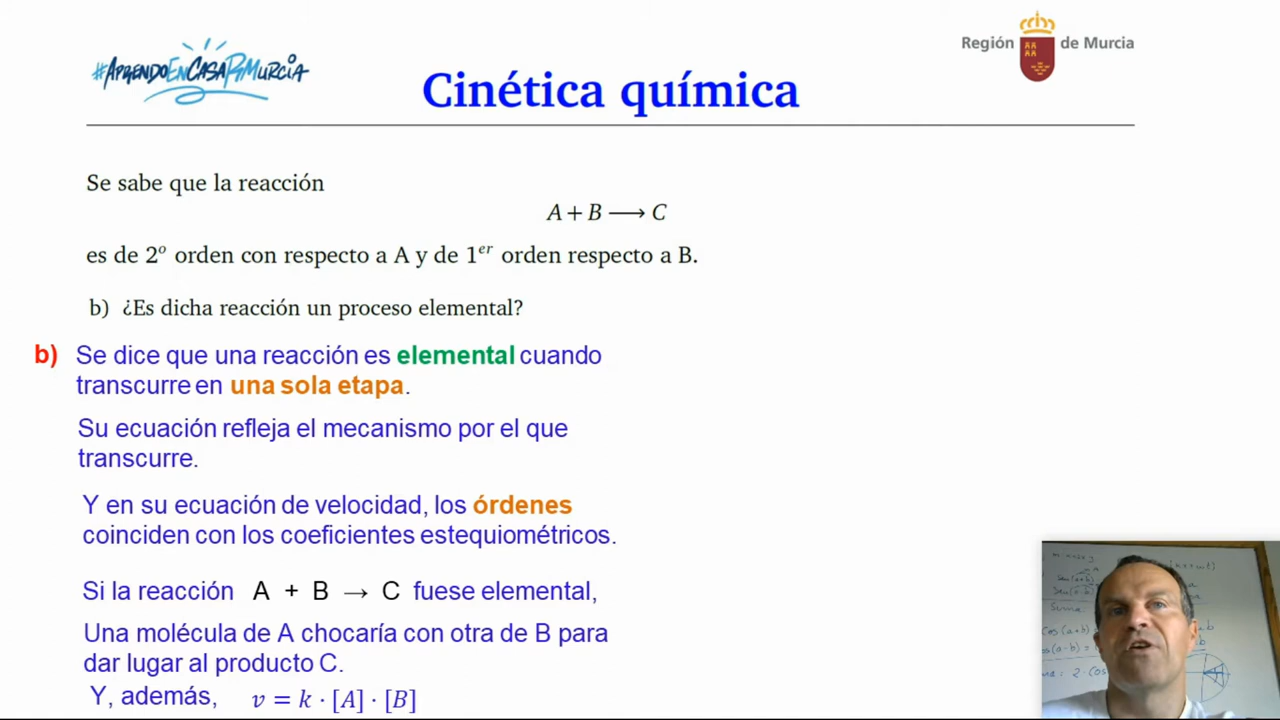 #APRENDOENCASARMURCIA
Región de Murcia
Cinética química
Se sabe que la reacción
A + B ⟶ C
es de 2º orden con respecto a A y de 1ᵉʳ orden respecto a B.
b) ¿Es dicha reacción un proceso elemental?
b) Se dice que una reacción es elemental cuando
transcurre en una sola etapa.
Su ecuación refleja el mecanismo por el que
transcurre.
Y en su ecuación de velocidad, los órdenes
coinciden con los coeficientes estequiométricos.
Si la reacción A + B → C fuese elemental,
Una molécula de A chocaría con otra de B para
dar lugar al producto C.
Y, además, v = k · [A] · [B]